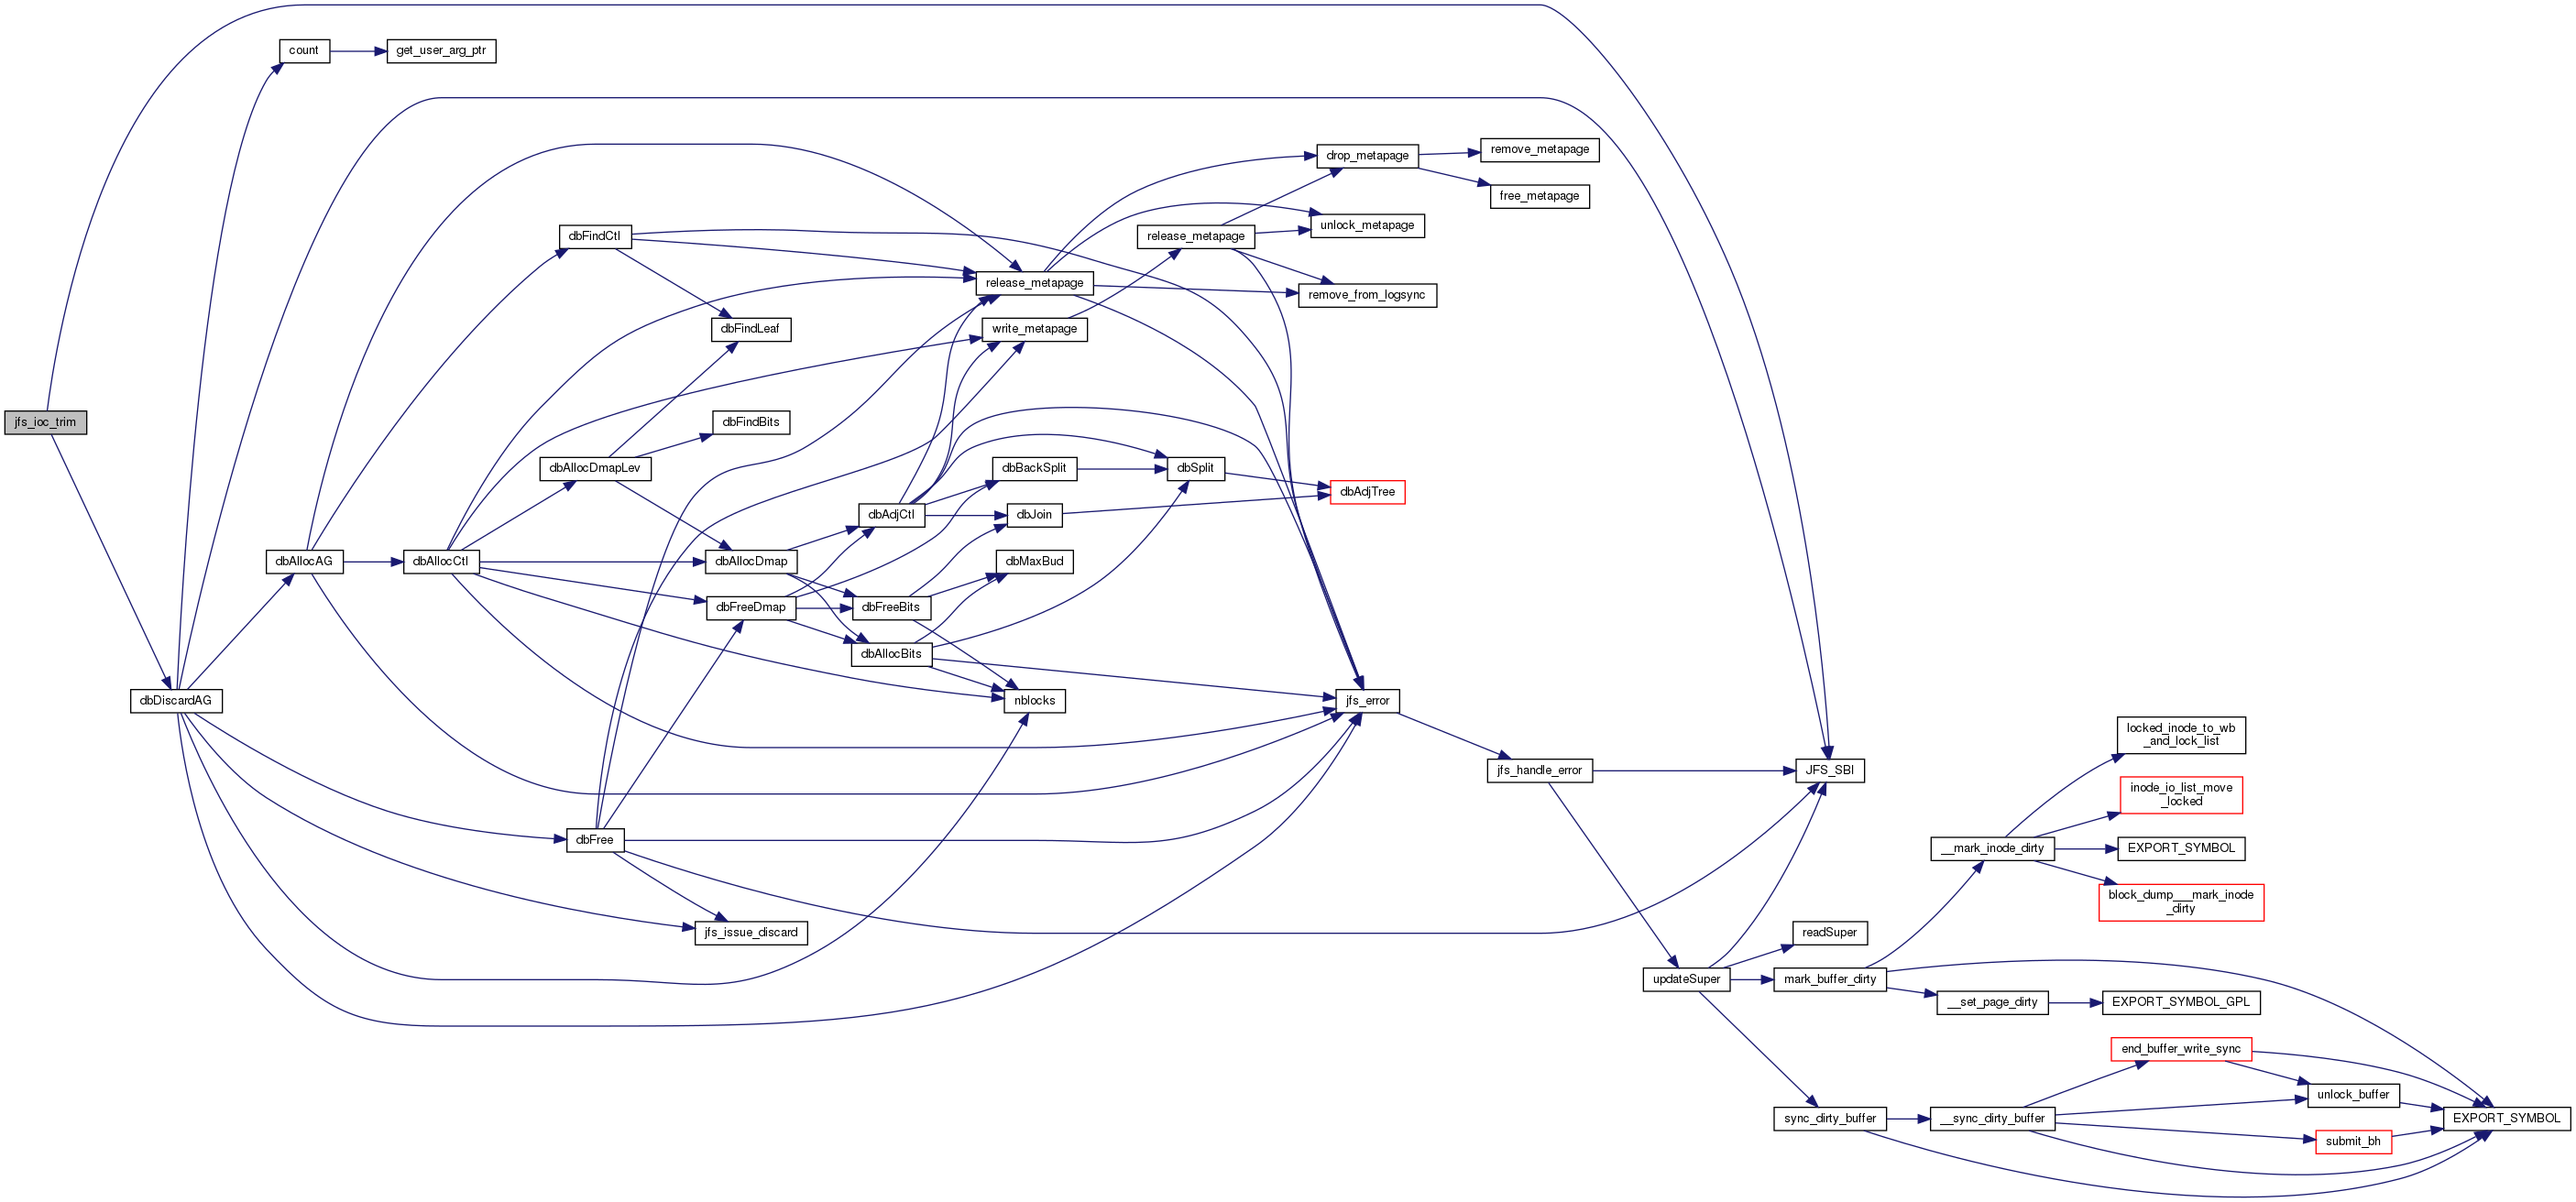 jfs_ioc_trim
count
get_user_arg_ptr
drop_metapage
remove_metapage
free_metapage
unlock_metapage
dbFindCtl
release_metapage
release_metapage
remove_from_logsync
dbFindLeaf
write_metapage
dbFindBits
dbAllocDmapLev
dbBackSplit
dbSplit
dbAdjTree
dbAdjCtl
dbJoin
dbAllocAG
dbAllocCtl
dbAllocDmap
dbMaxBud
dbFreeDmap
dbFreeBits
dbAllocBits
dbDiscardAG
nblocks
jfs_error
jfs_handle_error
JFS_SBI
locked_inode_to_wb
_and_lock_list
inode_io_list_move
_locked
dbFree
__mark_inode_dirty
EXPORT_SYMBOL
block_dump___mark_inode
_dirty
jfs_issue_discard
readSuper
updateSuper
mark_buffer_dirty
__set_page_dirty
EXPORT_SYMBOL_GPL
end_buffer_write_sync
unlock_buffer
sync_dirty_buffer
__sync_dirty_buffer
EXPORT_SYMBOL
submit_bh